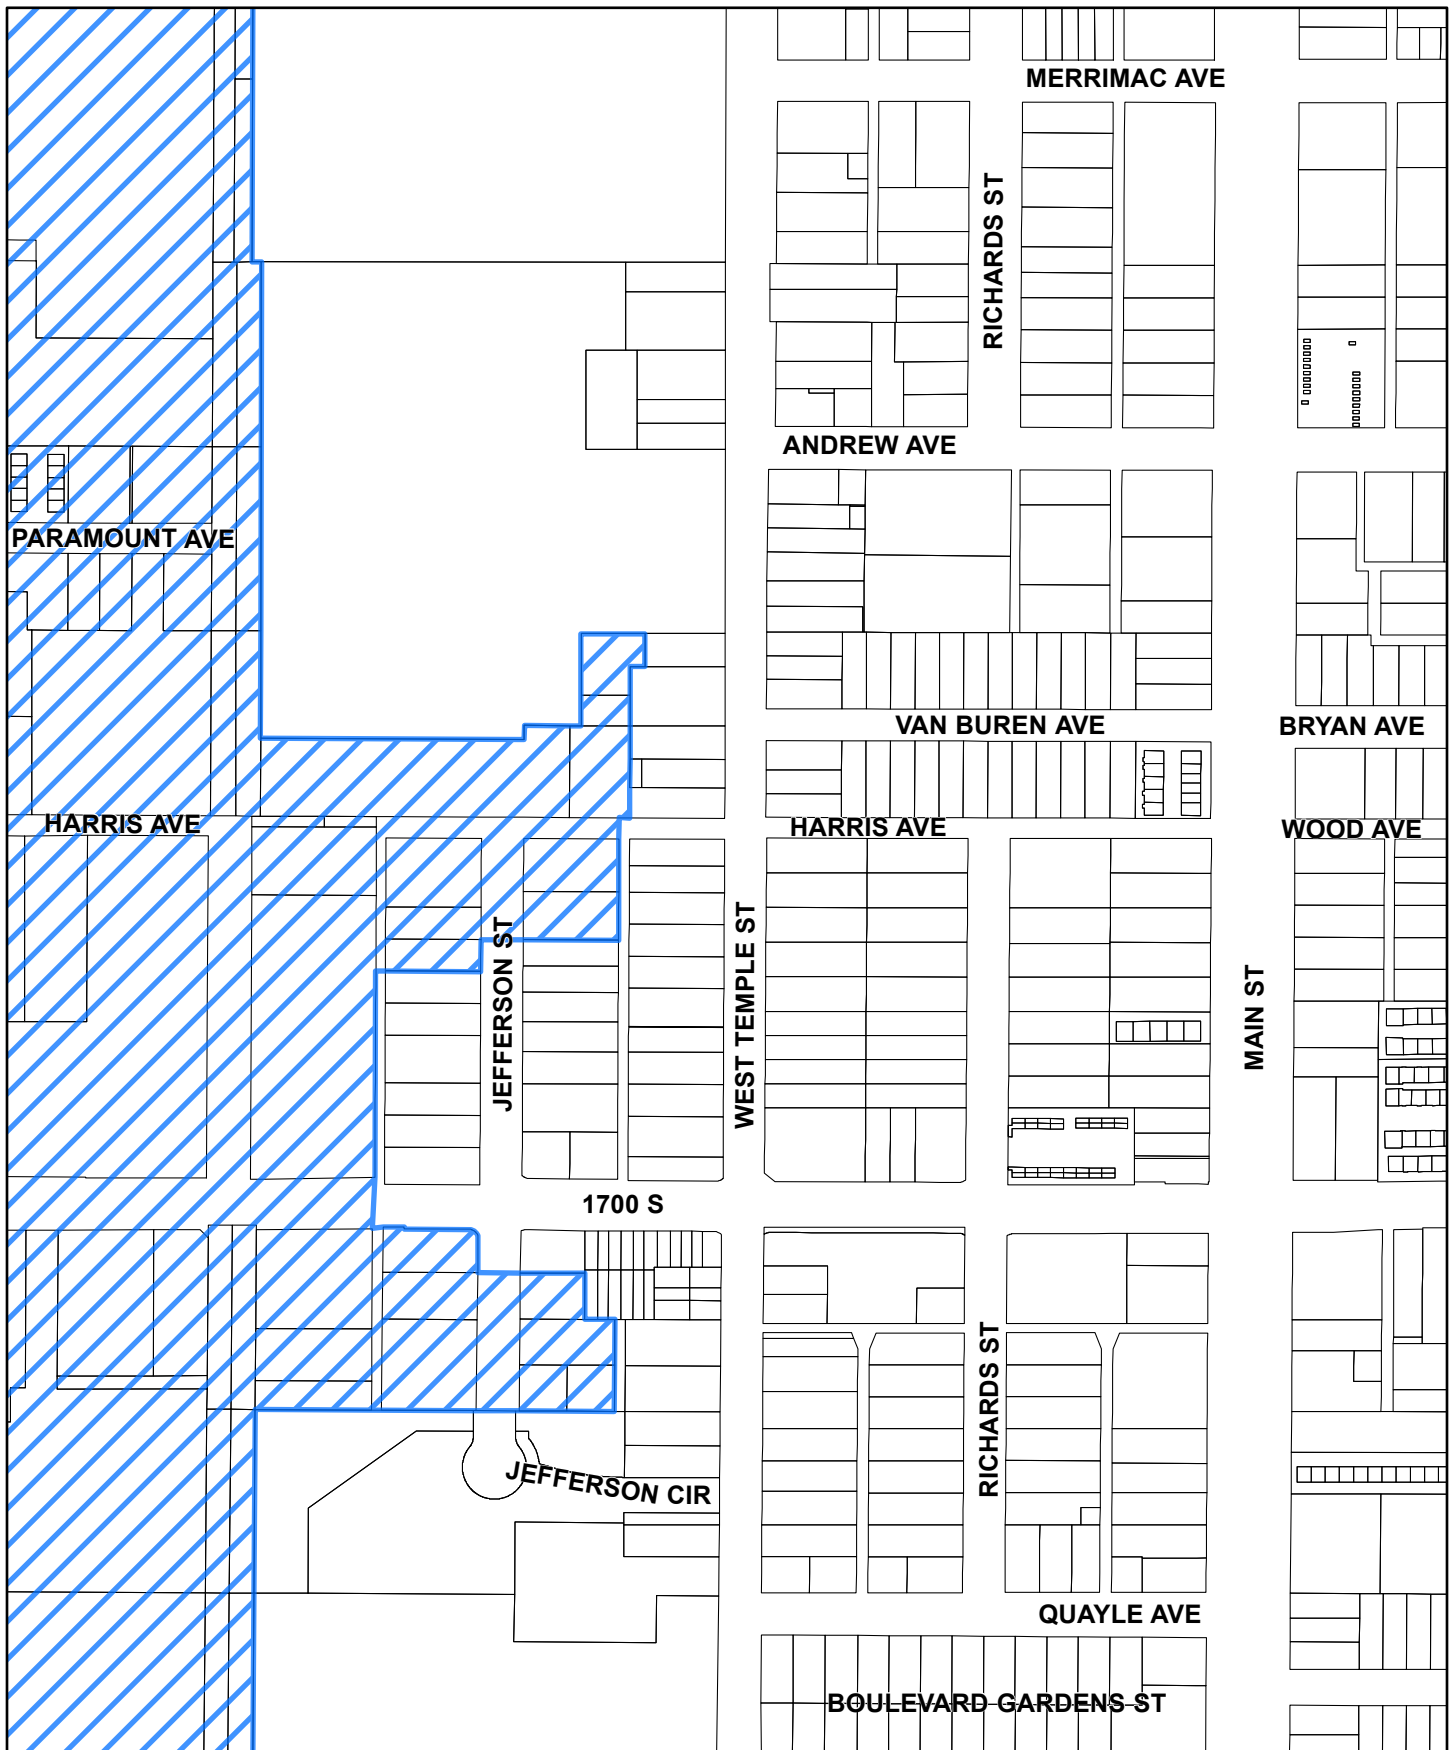 MERRIMAC AVE
RICHARDS ST
ANDREW AVE
PARAMOUNT AVE
VAN BUREN AVE
BRYAN AVE
HARRIS AVE
HARRIS AVE
WOOD AVE
JEFFERSON ST
WEST TEMPLE ST
MAIN ST
1700 S
RICHARDS ST
JEFFERSON CIR
QUAYLE AVE
BOULEVARD GARDENS ST